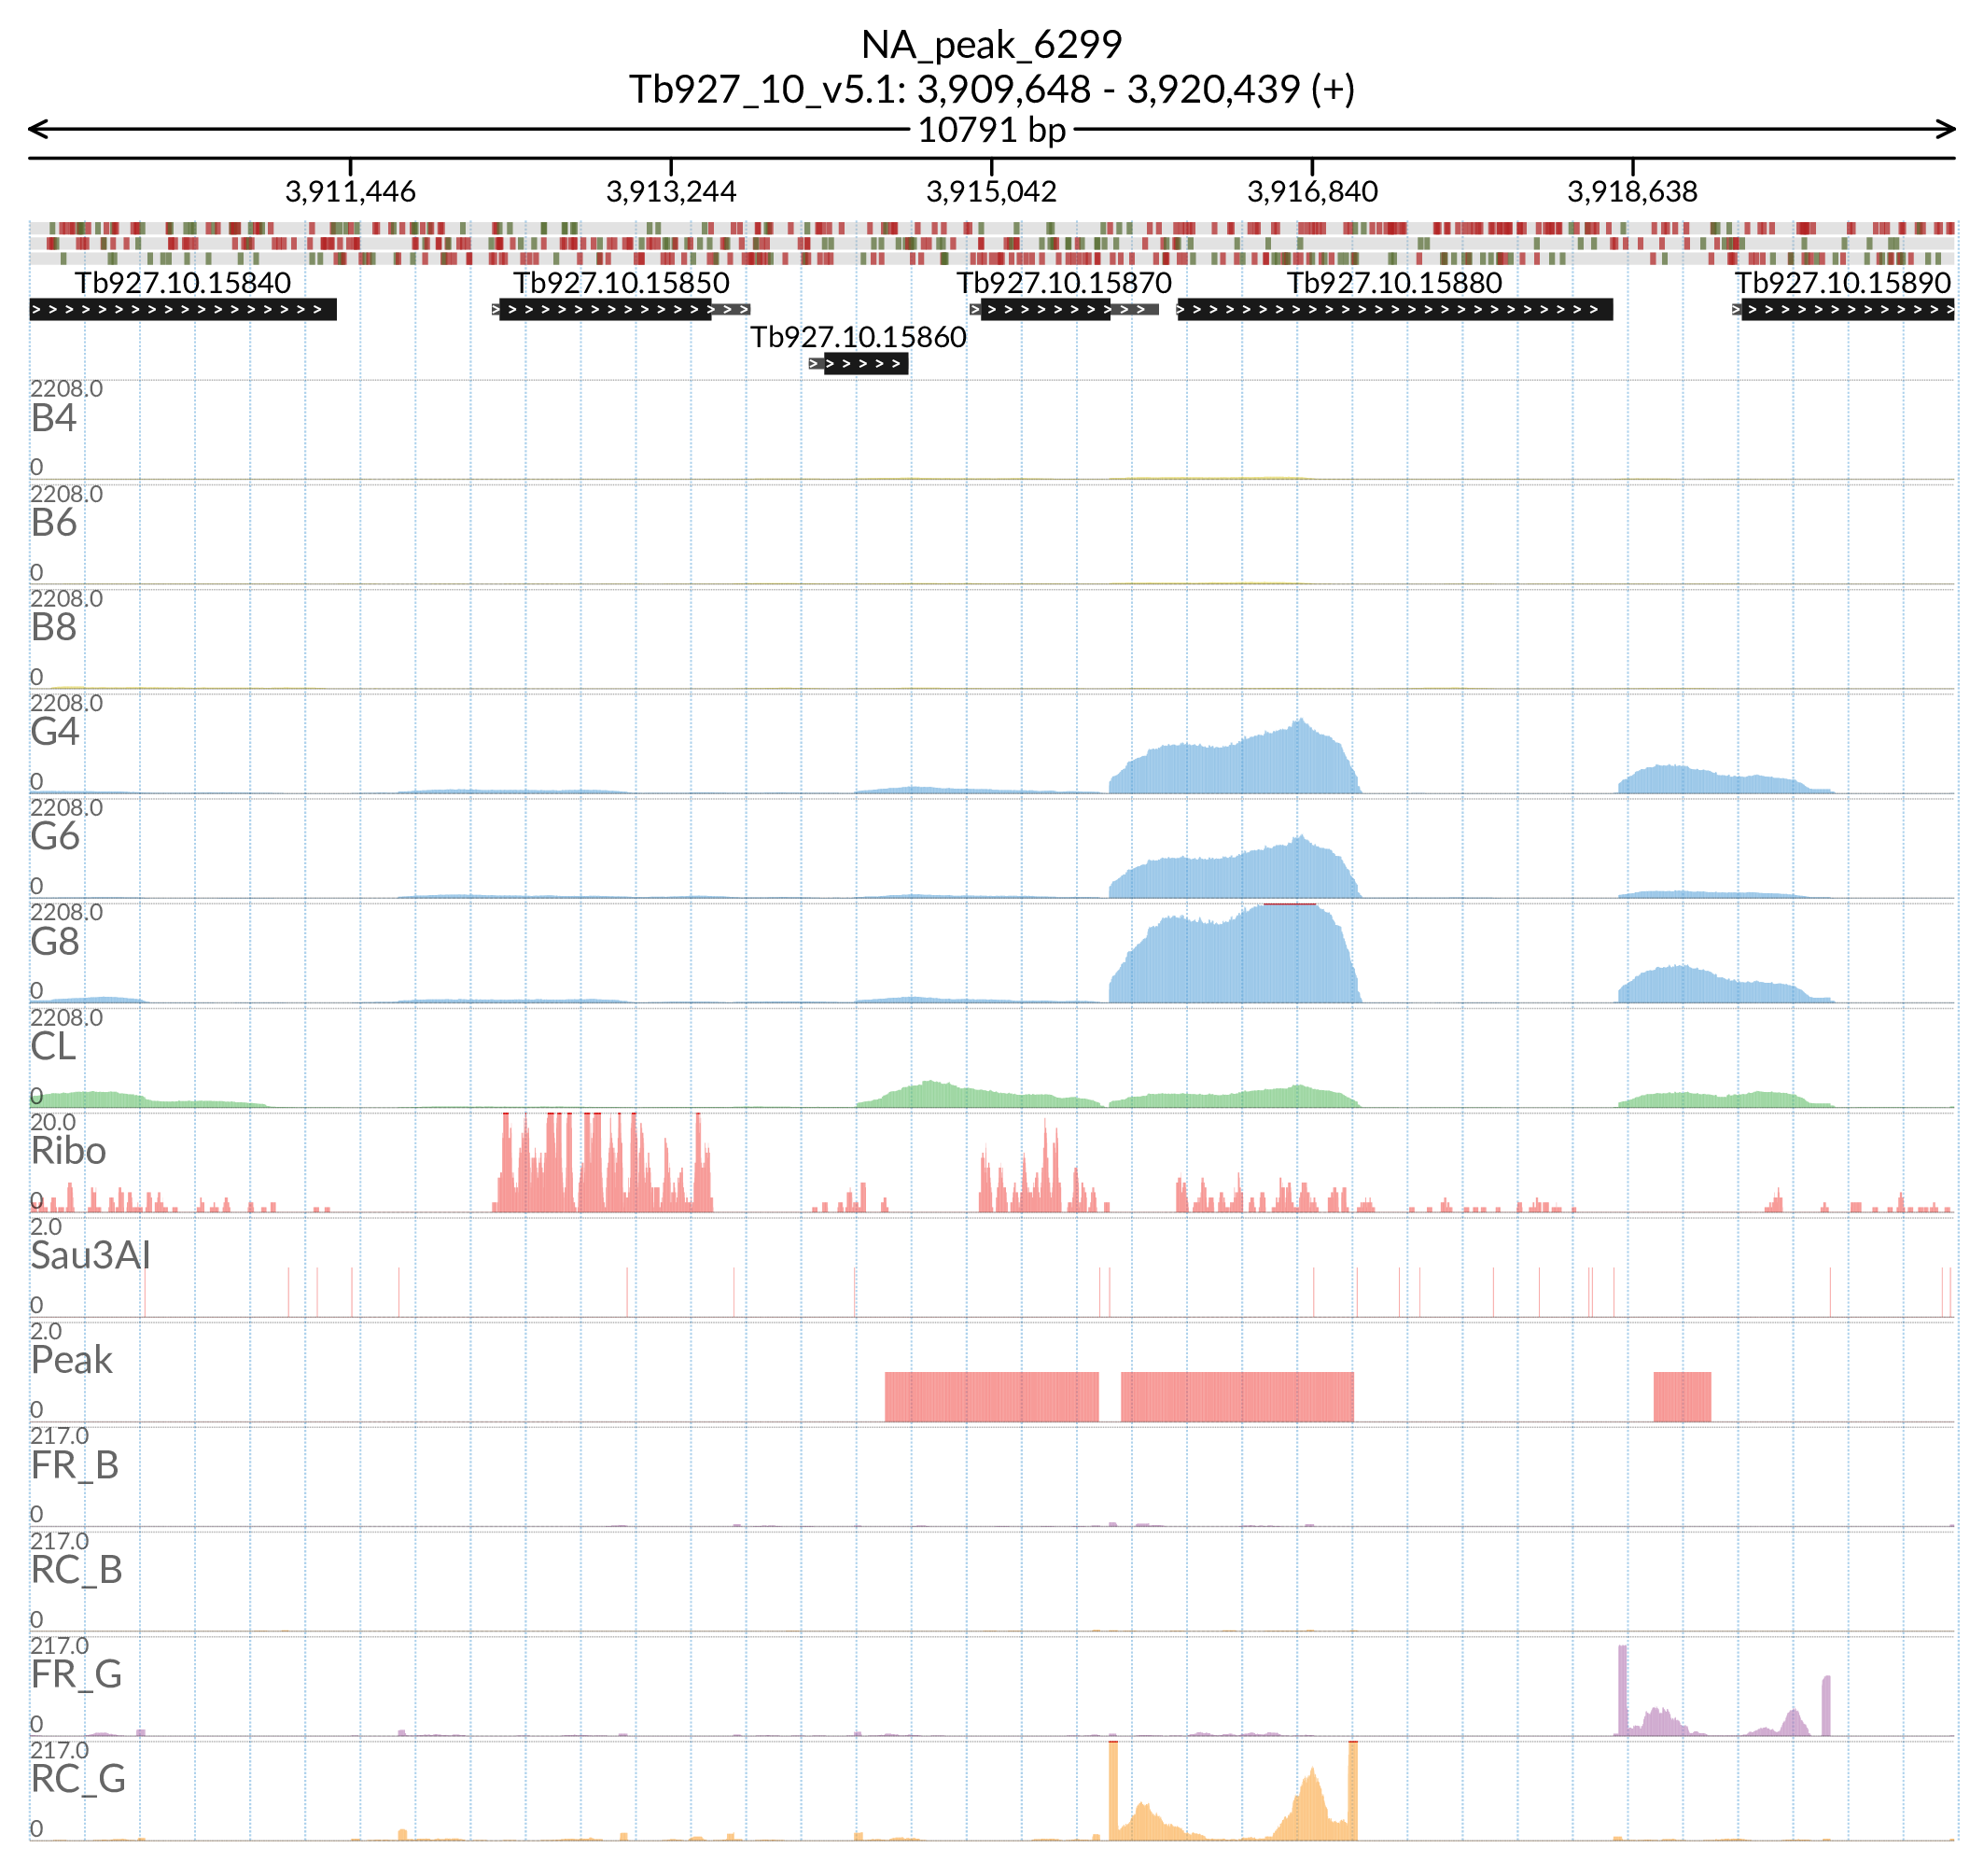 NA_peak_6299
Tb927_10_v5.1: 3,909,648 - 3,920,439 (+)
10791 bp
3,911,446 3,913,244 3,915,042 3,916,840 3,918,638
Tb927.10.15840 Tb927.10.15850 Tb927.10.15870 Tb927.10.15880 Tb927.10.15890
Tb927.10.15860
2208.0
B4
0
2208.0
B6
0
2208.0
B8
0
2208.0
G4
0
2208.0
G6
0
2208.0
G8
0
2208.0
CL
0
20.0
Ribo
0
2.0
Sau3AI
0
2.0
Peak
0
217.0
FR_B
0
217.0
RC_B
0
217.0
FR_G
0
217.0
RC_G
0